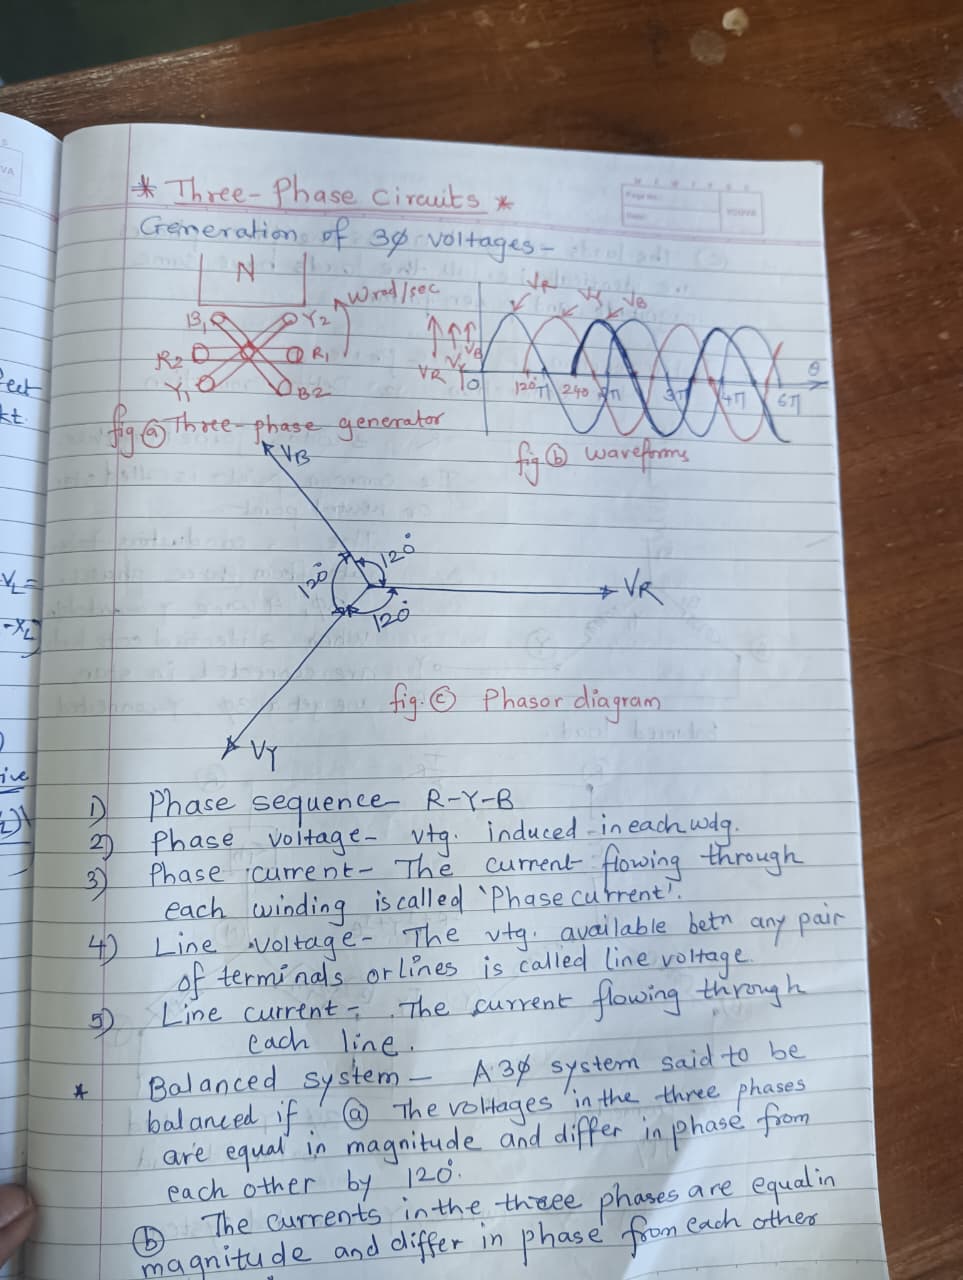 * Three-Phase Circuits *
Generation of 3φ voltages-
N
W rad/sec
B1
Y2
R2
R1
Y1
B2
fig (a) Three-phase generator
VR
VY
VB
VR
VY
VB
0
120°
π
240
2π
3π
4π
6π
θ
fig (b) waveforms
VB
120°
120°
120°
VR
VY
fig. (c) Phasor diagram
1) Phase sequence- R-Y-B
2) Phase voltage- vtg. induced in each wdg.
3) Phase current- The current flowing through
each winding is called 'Phase current'.
4) Line voltage- The vtg. available betn any pair
of terminals or lines is called line voltage.
5) Line current-. The current flowing through
each line.
* Balanced system- A 3φ system said to be
balanced if (a) The voltages in the three phases
are equal in magnitude and differ in phase from
each other by 120°.
(b) The currents in the three phases are equal in
magnitude and differ in phase from each other
VL =
-XL